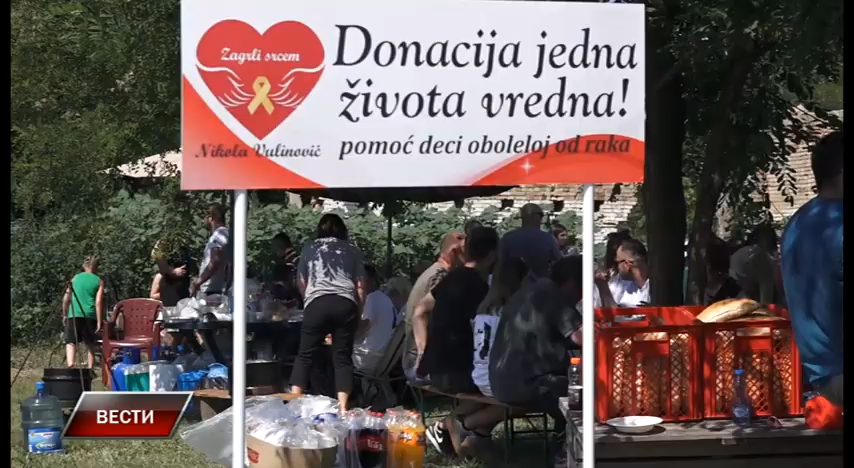 Zagrli srcem
Nikola Vulinović
Donacija jedna
života vredna!
pomoć deci oboleloj od raka
ВЕСТИ